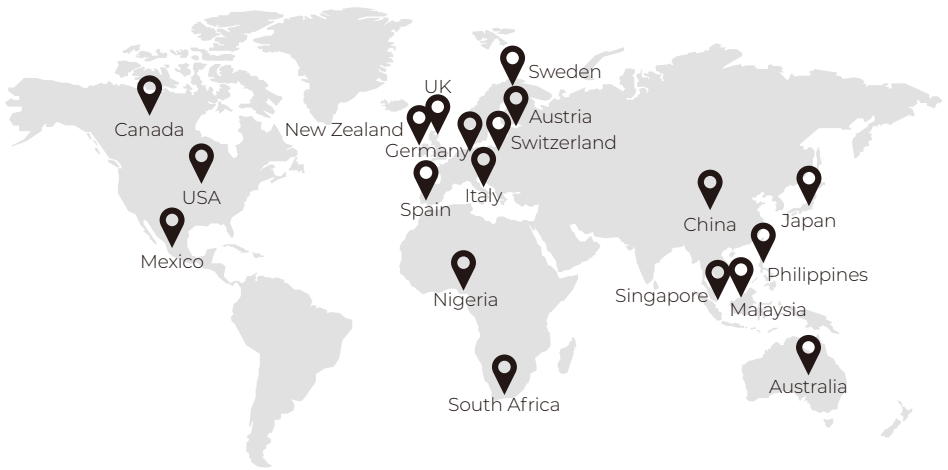 Sweden
UK
Austria
Canada
New Zealand
Switzerland
Germany
USA
Italy
Spain
China
Japan
Mexico
Philippines
Nigeria
Singapore
Malaysia
Australia
South Africa